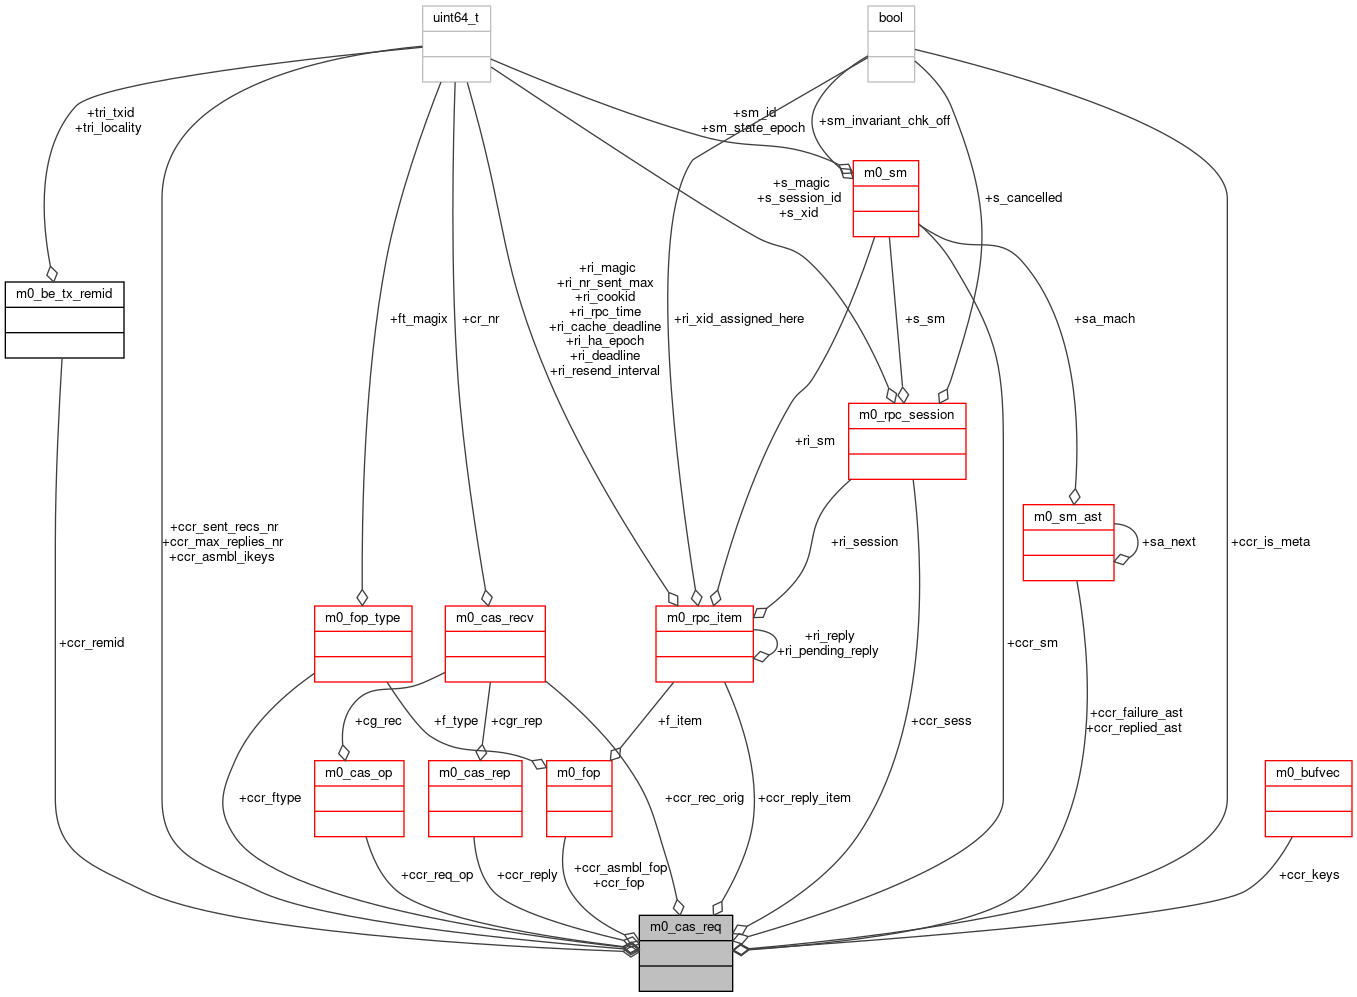 uint64_t
bool
+tri_txid
+tri_locality
+sm_id
+sm_state_epoch
+sm_invariant_chk_off
m0_sm
+s_magic
+s_session_id
+s_xid
+s_cancelled
m0_be_tx_remid
+ft_magix
+cr_nr
+ri_magic
+ri_nr_sent_max
+ri_cookid
+ri_rpc_time
+ri_cache_deadline
+ri_ha_epoch
+ri_deadline
+ri_resend_interval
+ri_xid_assigned_here
+s_sm
+sa_mach
m0_rpc_session
+ri_sm
m0_sm_ast
+ccr_sent_recs_nr
+ccr_max_replies_nr
+ccr_asmbl_ikeys
+ri_session
+sa_next
+ccr_is_meta
m0_fop_type
m0_cas_recv
m0_rpc_item
+ccr_remid
+ri_reply
+ri_pending_reply
+ccr_sm
+cg_rec
+f_type
+cgr_rep
+f_item
+ccr_sess
+ccr_failure_ast
+ccr_replied_ast
m0_cas_op
m0_cas_rep
m0_fop
m0_bufvec
+ccr_ftype
+ccr_rec_orig
+ccr_reply_item
+ccr_req_op
+ccr_reply
+ccr_asmbl_fop
+ccr_fop
+ccr_keys
m0_cas_req